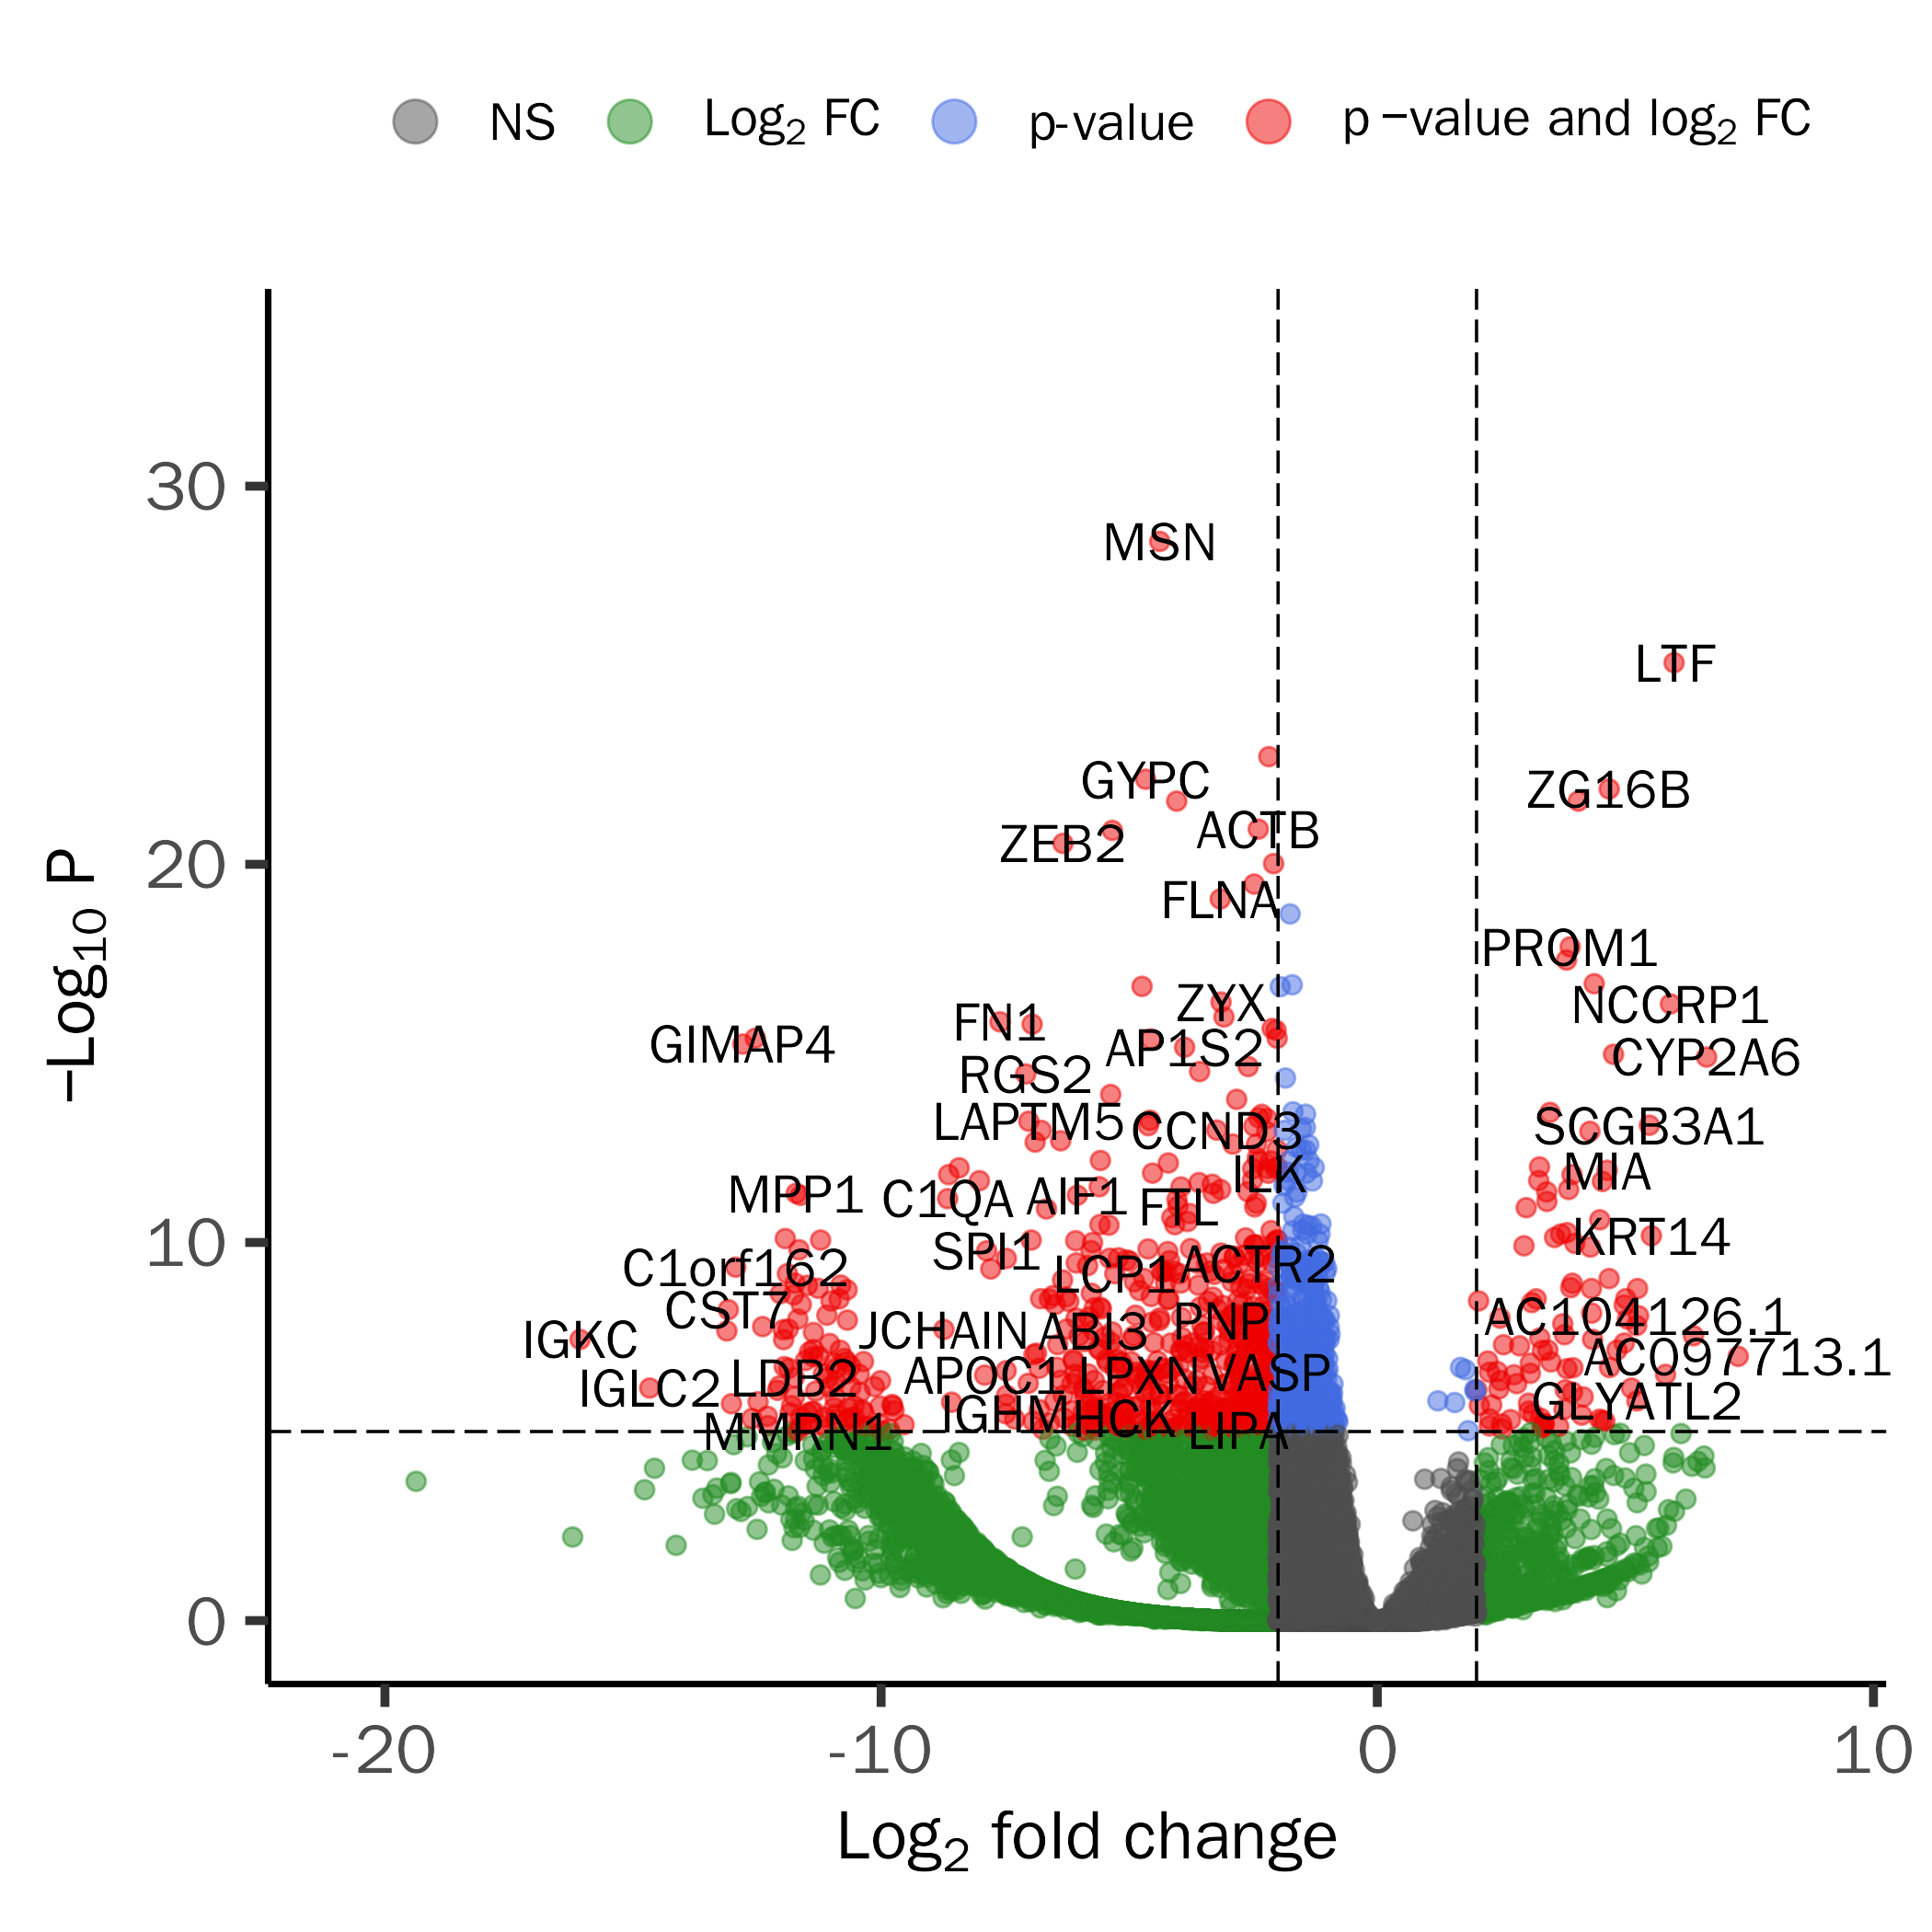 NS Log2 FC p-value p −value and log2 FC
−Log10 P
30
20
10
0
MSN
LTF
GYPC
ZG16B
ACTB
ZEB2
FLNA
PROM1
ZYX
NCCRP1
FN1
GIMAP4
AP1S2
CYP2A6
RGS2
LAPTM5
CCND3
SCGB3A1
ILK
MIA
MPP1
C1QA
AIF1
FTL
KRT14
SPI1
C1orf162
LCP1
ACTR2
CST7
AC104126.1
PNP
IGKC
JCHAIN
ABI3
AC097713.1
LDB2
APOC1
LPXN
VASP
IGLC2
GLYATL2
IGHM
HCK
MMRN1
LIPA
-20 -10 0 10
Log2 fold change